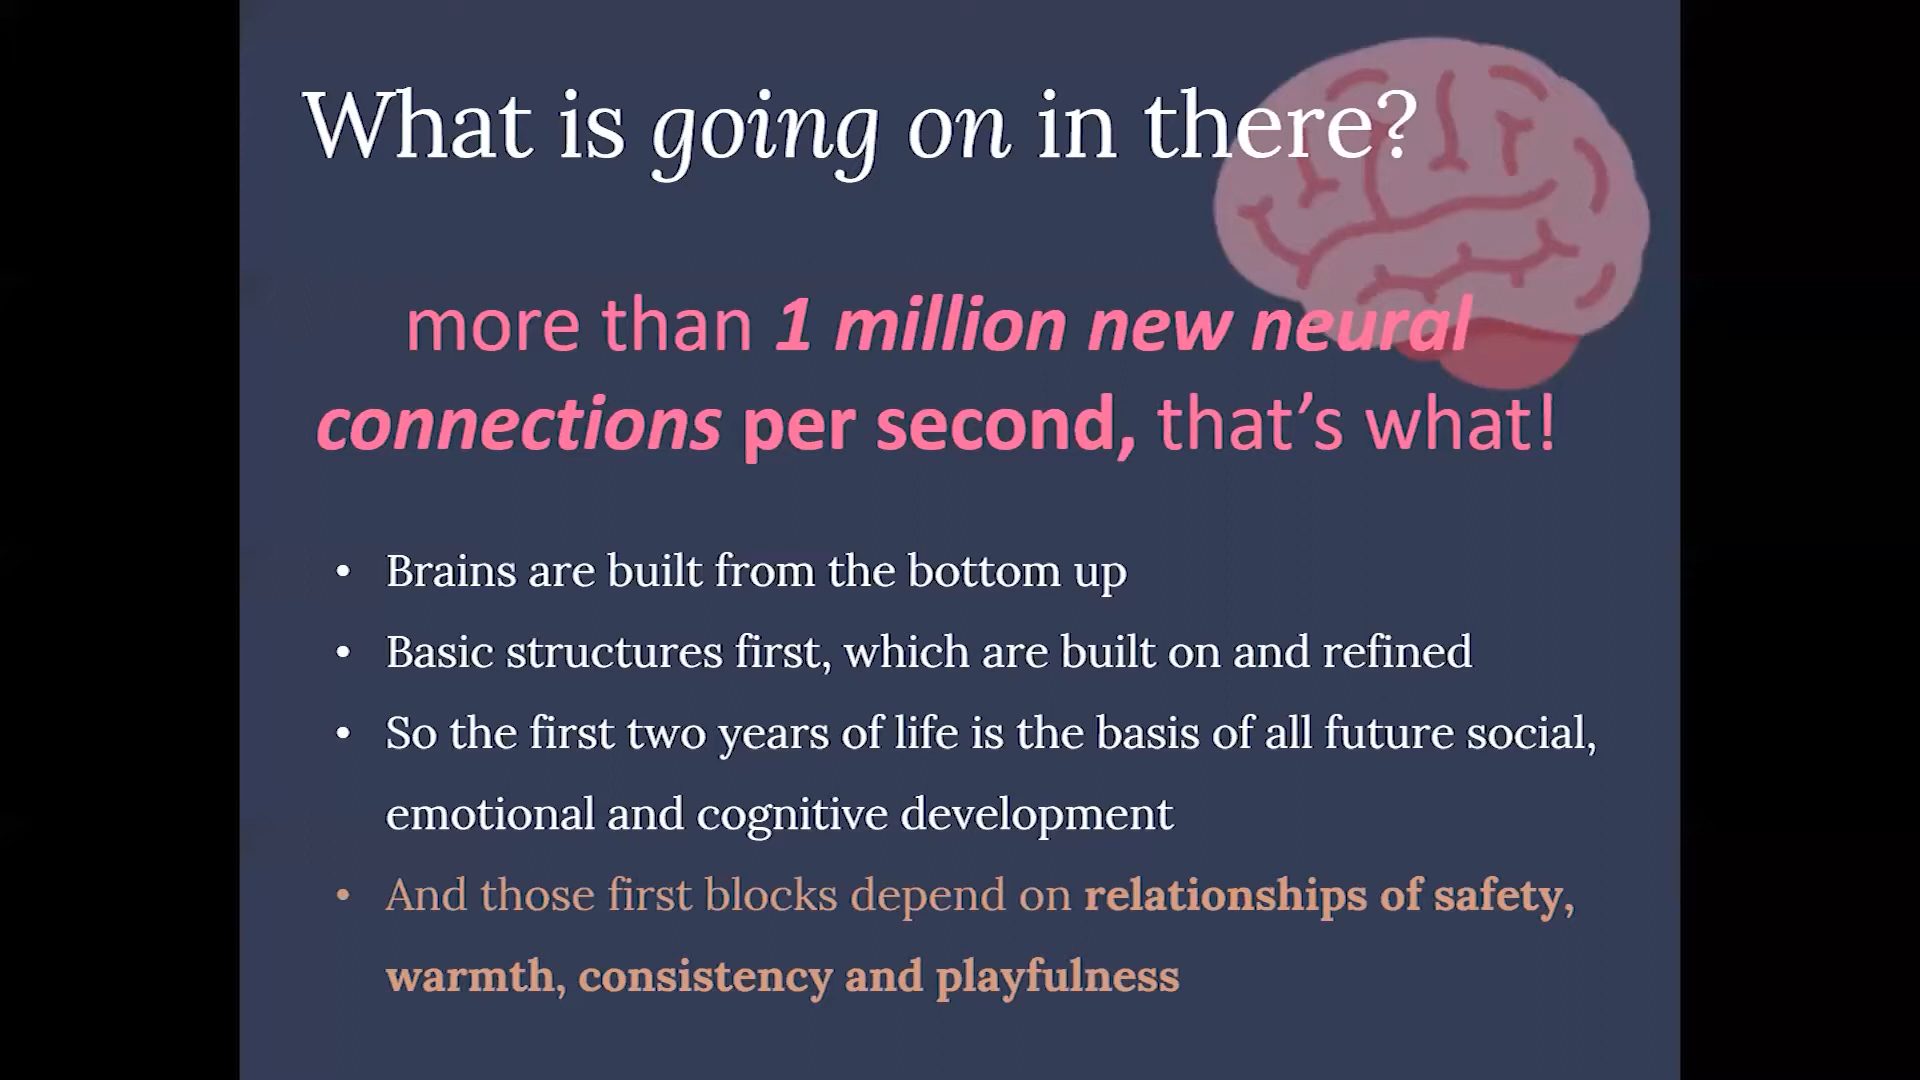 What is going on in there?
more than 1 million new neural
connections per second, that’s what!
• Brains are built from the bottom up
• Basic structures first, which are built on and refined
• So the first two years of life is the basis of all future social,
emotional and cognitive development
• And those first blocks depend on relationships of safety,
warmth, consistency and playfulness